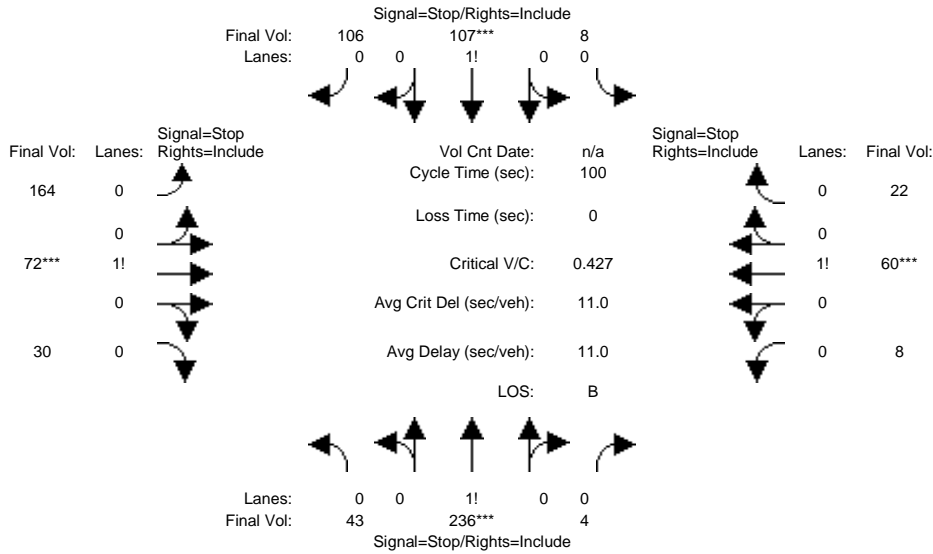 Signal=Stop/Rights=Include
Final Vol: 106 107*** 8
Lanes: 0 0 1! 0 0
Signal=Stop
Final Vol: Lanes: Rights=Include
Vol Cnt Date: n/a
Signal=Stop
Rights=Include Lanes: Final Vol:
Cycle Time (sec): 100
164 0
0 22
Loss Time (sec): 0
0
0
72*** 1!
Critical V/C: 0.427
1! 60***
0
Avg Crit Del (sec/veh): 11.0
0
30 0
Avg Delay (sec/veh): 11.0
0 8
LOS: B
Lanes: 0 0 1! 0 0
Final Vol: 43 236*** 4
Signal=Stop/Rights=Include